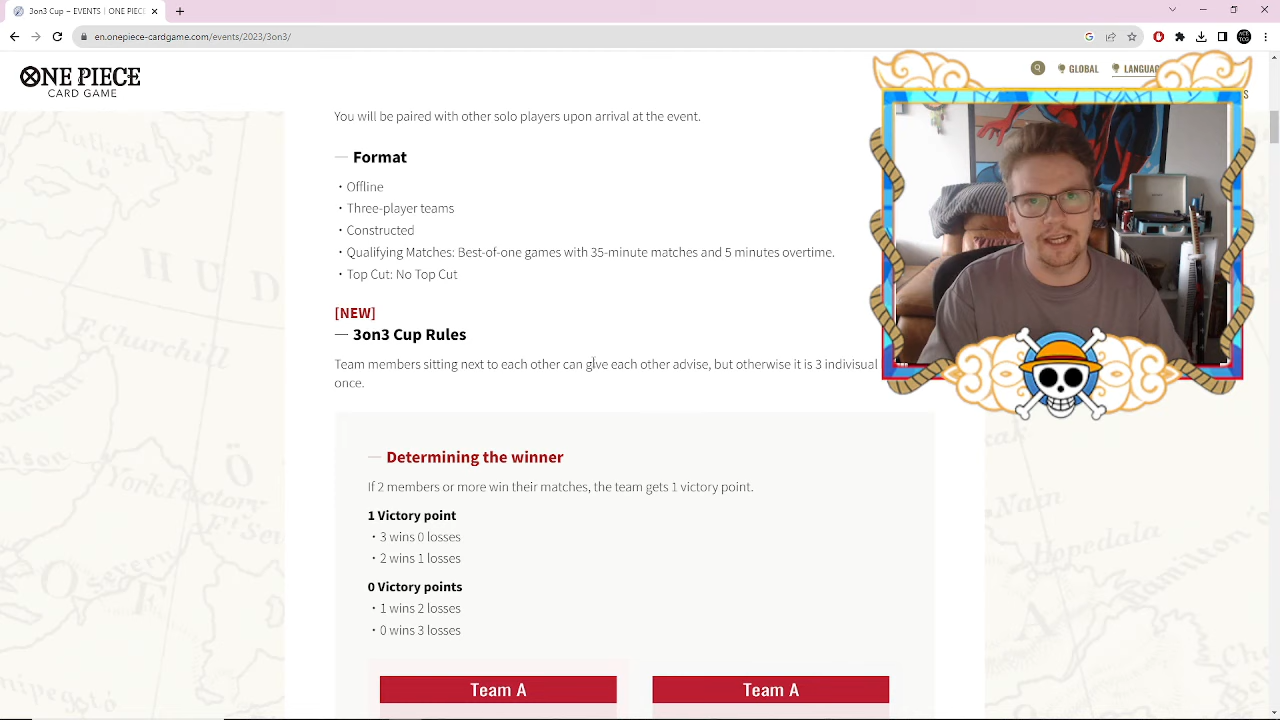 3on3 Cup – EVENTS | ONE PIEC
en.onepiece-cardgame.com/events/2023/3on3/
ONE PIECE
CARD GAME
GLOBAL
LANGUAG
S
You will be paired with other solo players upon arrival at the event.
— Format
・Offline
・Three-player teams
・Constructed
・Qualifying Matches: Best-of-one games with 35-minute matches and 5 minutes overtime.
・Top Cut: No Top Cut
[NEW]
— 3on3 Cup Rules
Team members sitting next to each other can give each other advise, but otherwise it is 3 indivisual
once.
— Determining the winner
If 2 members or more win their matches, the team gets 1 victory point.
1 Victory point
・3 wins 0 losses
・2 wins 1 losses
0 Victory points
・1 wins 2 losses
・0 wins 3 losses
Team A
Team A